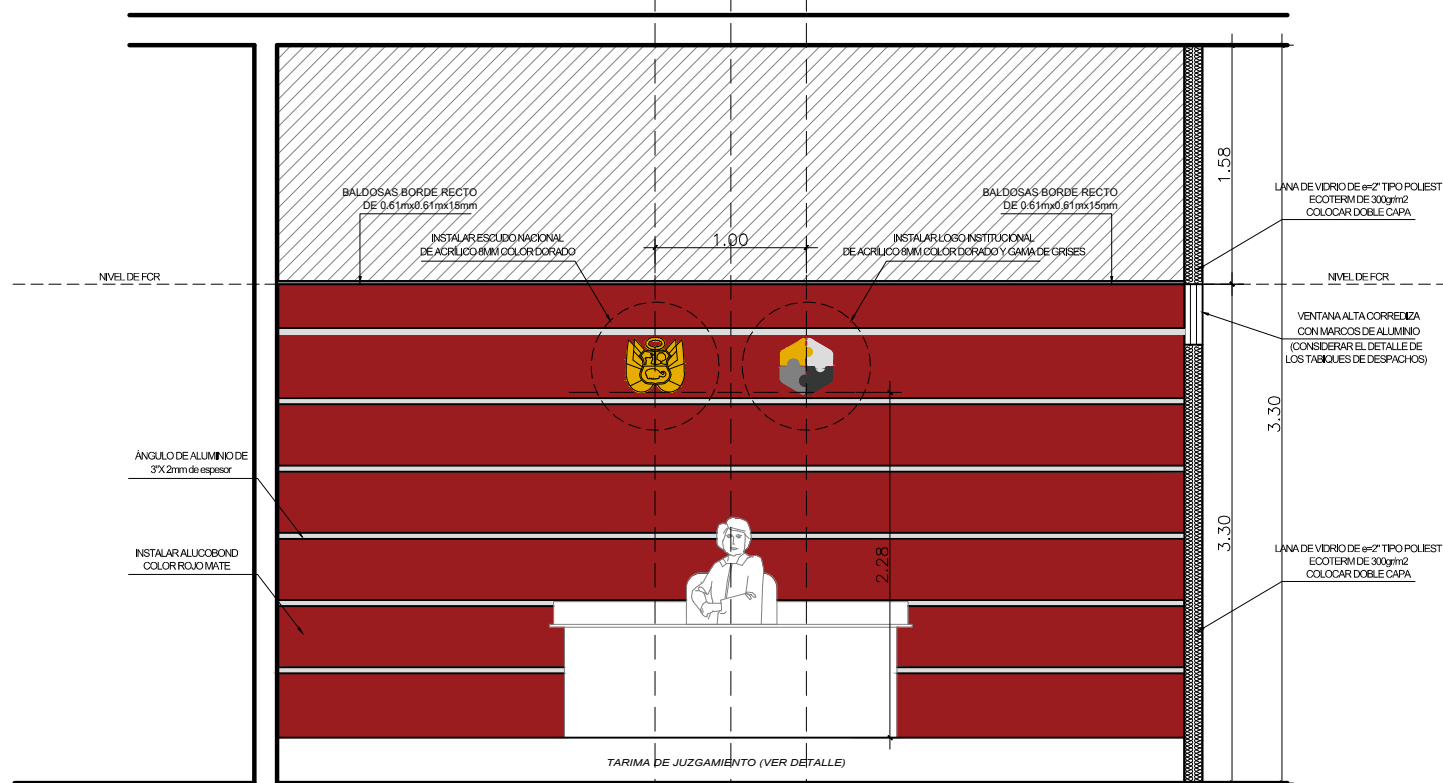 1.58
BALDOSAS BORDE RECTO
DE 0.61mx0.61mx15mm
BALDOSAS BORDE RECTO
DE 0.61mx0.61mx15mm
LANA DE VIDRIO DE e=2" TIPO POLIEST
ECOTERM DE 300gr/m2
COLOCAR DOBLE CAPA
INSTALAR ESCUDO NACIONAL
DE ACRÍLICO 8MM COLOR DORADO
1.00
INSTALAR LOGO INSTITUCIONAL
DE ACRÍLICO 8MM COLOR DORADO Y GAMA DE GRISES
NIVEL DE FCR
NIVEL DE FCR
VENTANA ALTA CORREDIZA
CON MARCOS DE ALUMINIO
(CONSIDERAR EL DETALLE DE
LOS TABIQUES DE DESPACHOS)
3.30
ÁNGULO DE ALUMINIO DE
3"X 2mm de espesor
3.30
INSTALAR ALUCOBOND
COLOR ROJO MATE
2.28
LANA DE VIDRIO DE e=2" TIPO POLIEST
ECOTERM DE 300gr/m2
COLOCAR DOBLE CAPA
TARIMA DE JUZGAMIENTO (VER DETALLE)